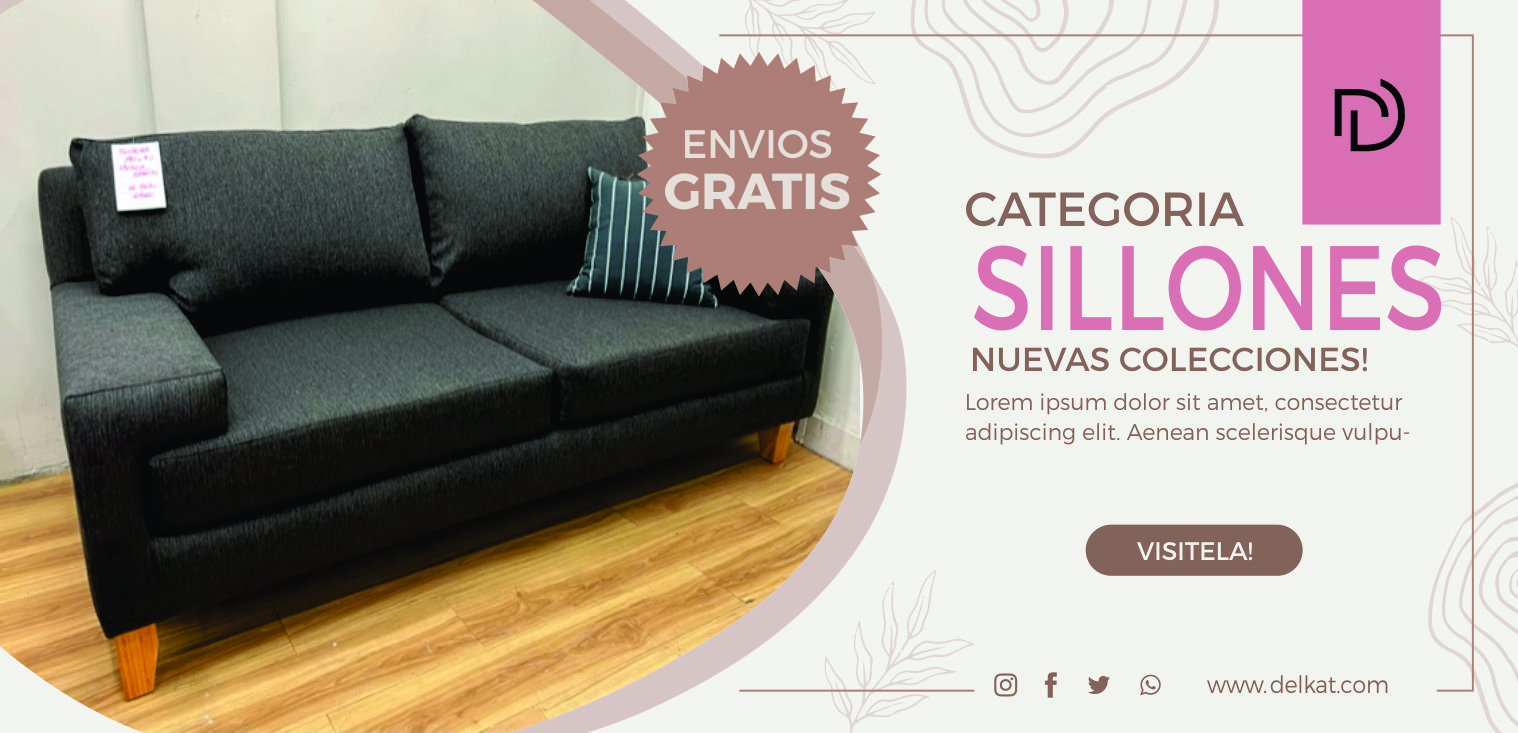 ENVIOS
GRATIS
CATEGORIA
SILLONES
NUEVAS COLECCIONES!
Lorem ipsum dolor sit amet, consectetur
adipiscing elit. Aenean scelerisque vulpu-
VISITELA!
www.delkat.com